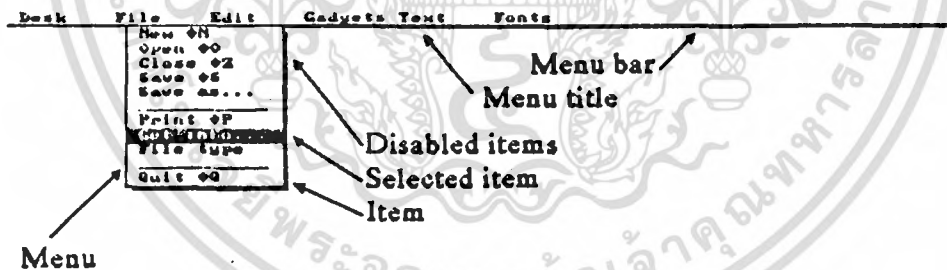 Desk File Edit Gadgets Text Fonts
New ◆N
Open ◆O
Close ◆Z
Save ◆S
Save as...
Print ◆P
File type
Quit ◆Q
Menu bar
Menu title
Disabled items
Selected item
Item
Menu